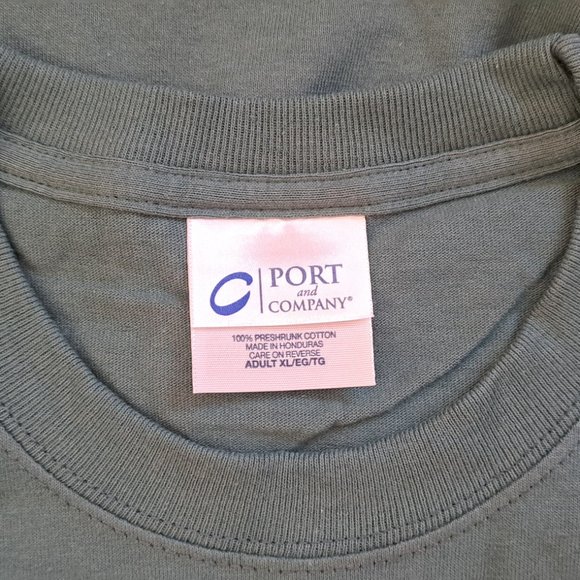 PORT
and
COMPANY®
100% PRESHRUNK COTTON
MADE IN HONDURAS
CARE ON REVERSE
ADULT XL/EG/TG